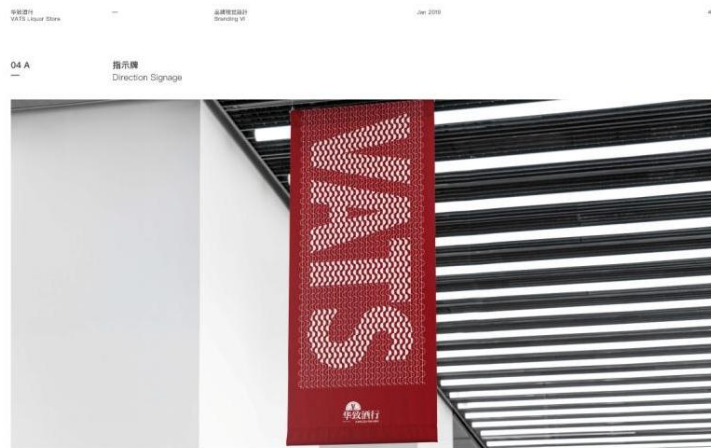 华致酒行
VATS Liquor Store
—
品牌视觉设计
Branding VI
Jan 2018
04 A
指示牌
Direction Signage
VATS
华致酒行